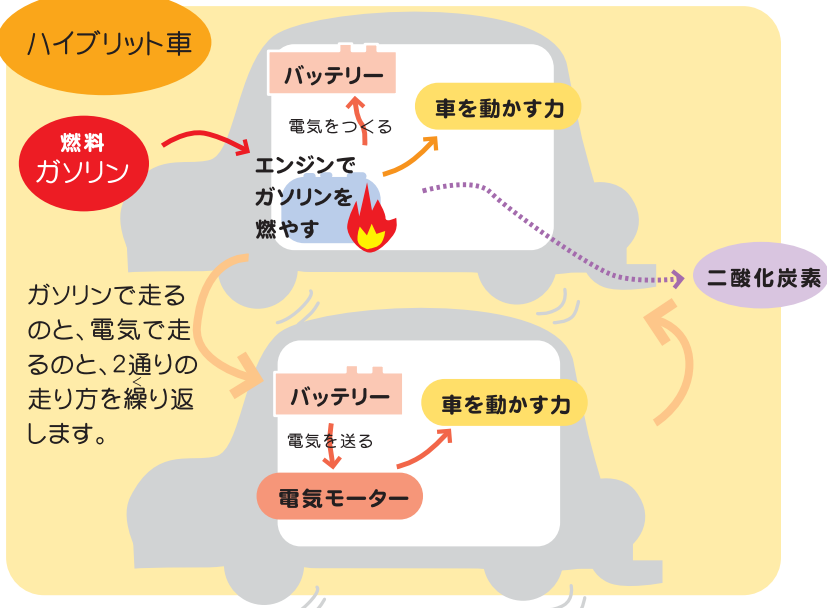 ハイブリット車
バッテリー
電気をつくる
車を動かす力
燃料
ガソリン
エンジンで
ガソリンを
燃やす
二酸化炭素
ガソリンで走る
のと、電気で走
るのと、2通りの
走り方を繰り返
く
します。
バッテリー
電気を送る
車を動かす力
電気モーター